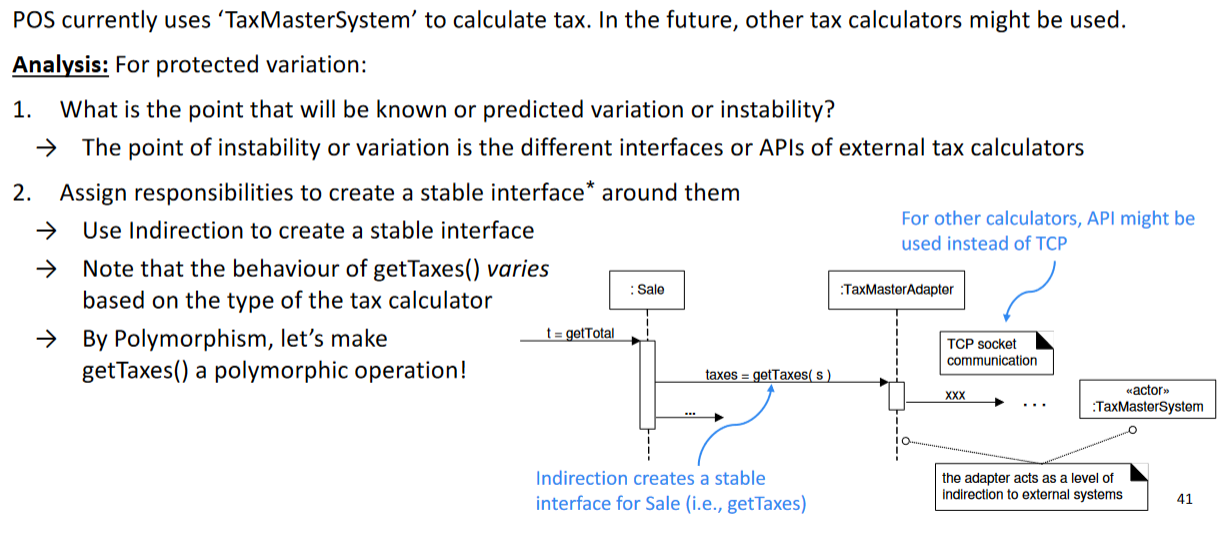 POS currently uses ‘TaxMasterSystem’ to calculate tax. In the future, other tax calculators might be used.
Analysis: For protected variation:
1. What is the point that will be known or predicted variation or instability?
→ The point of instability or variation is the different interfaces or APIs of external tax calculators
2. Assign responsibilities to create a stable interface* around them
→ Use Indirection to create a stable interface
→ Note that the behaviour of getTaxes() varies
based on the type of the tax calculator
→ By Polymorphism, let’s make
getTaxes() a polymorphic operation!
For other calculators, API might be
used instead of TCP
: Sale
:TaxMasterAdapter
t = getTotal
TCP socket
communication
taxes = getTaxes( s )
xxx
...
«actor»
:TaxMasterSystem
...
Indirection creates a stable
interface for Sale (i.e., getTaxes)
the adapter acts as a level of
indirection to external systems
41